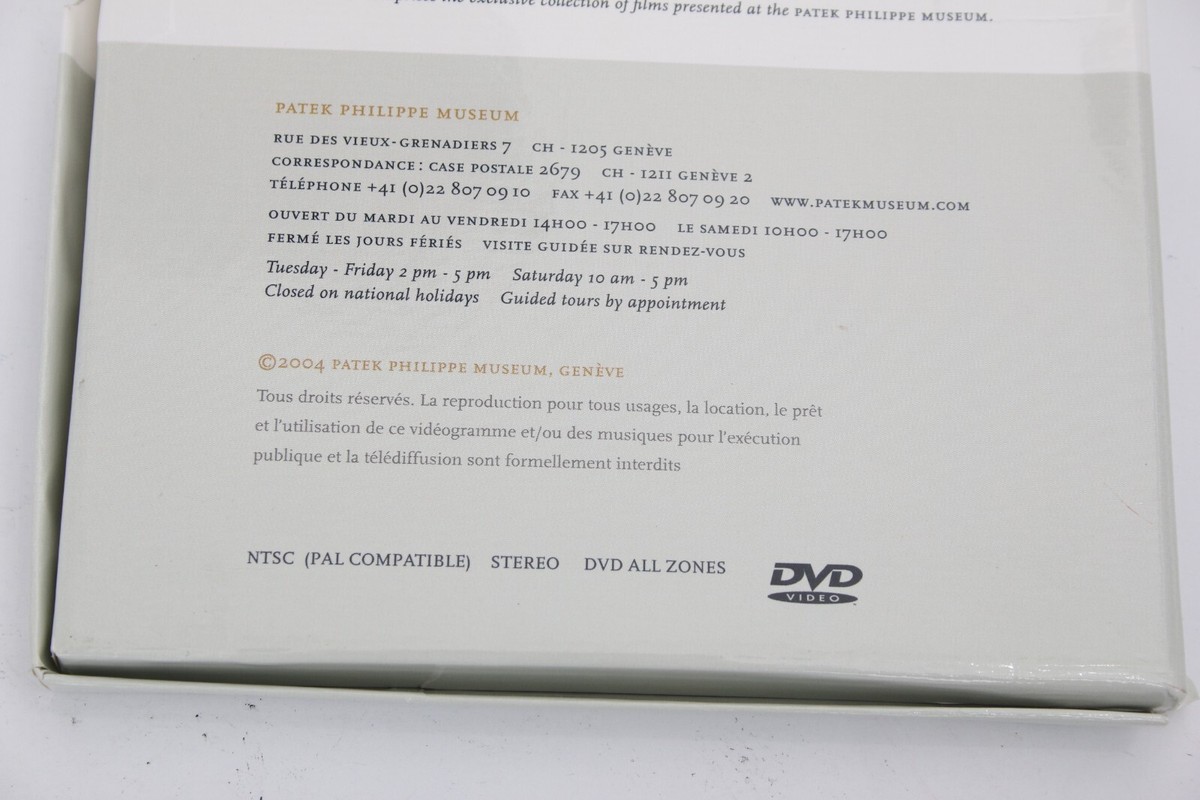 the exclusive collection of films presented at the PATEK PHILIPPE MUSEUM.
PATEK PHILIPPE MUSEUM
RUE DES VIEUX-GRENADIERS 7 CH - 1205 GENÈVE
CORRESPONDANCE: CASE POSTALE 2679 CH - 1211 GENÈVE 2
TÉLÉPHONE +41 (0)22 807 09 10 FAX +41 (0)22 807 09 20 WWW.PATEKMUSEUM.COM
OUVERT DU MARDI AU VENDREDI 14H00 - 17H00 LE SAMEDI 10H00 - 17H00
FERMÉ LES JOURS FÉRIÉS VISITE GUIDÉE SUR RENDEZ-VOUS
Tuesday - Friday 2 pm - 5 pm Saturday 10 am - 5 pm
Closed on national holidays Guided tours by appointment
©2004 PATEK PHILIPPE MUSEUM, GENÈVE
Tous droits réservés. La reproduction pour tous usages, la location, le prêt
et l'utilisation de ce vidéogramme et/ou des musiques pour l'exécution
publique et la télédiffusion sont formellement interdits
NTSC (PAL COMPATIBLE) STEREO DVD ALL ZONES
DVD
VIDEO